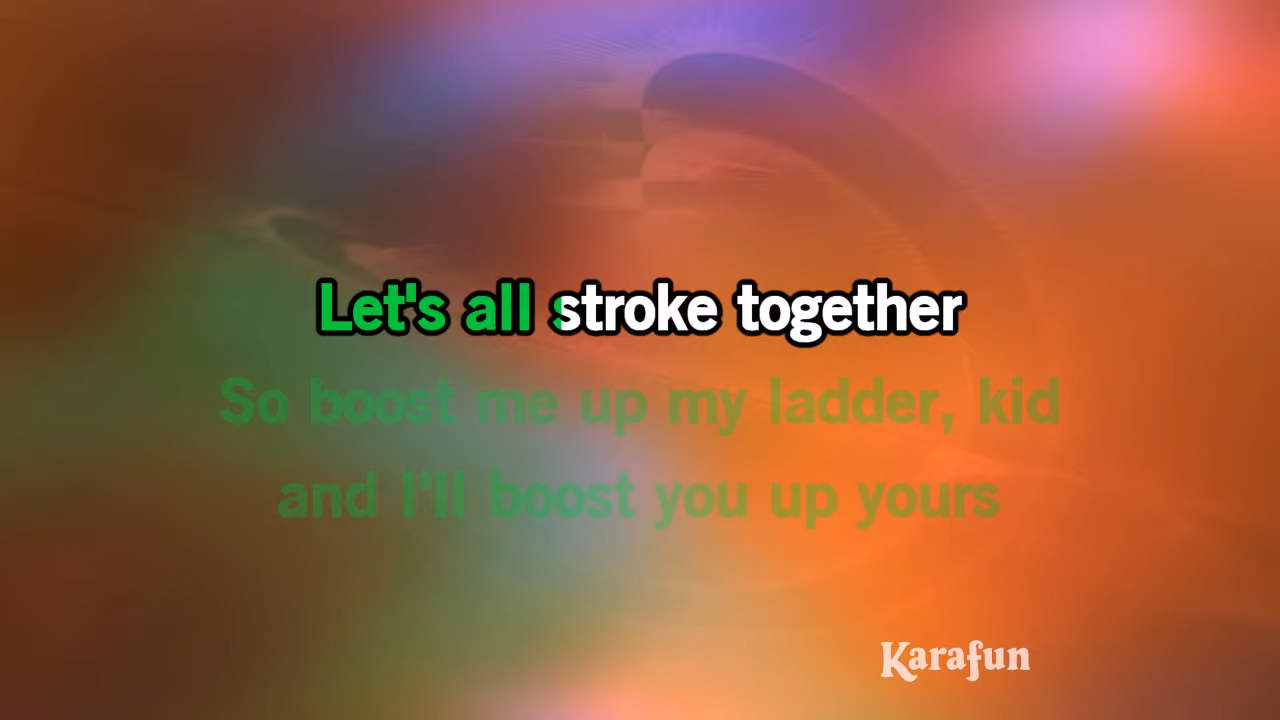 Let's all stroke together
So boost me up my ladder, kid
and I'll boost you up yours
Karafun